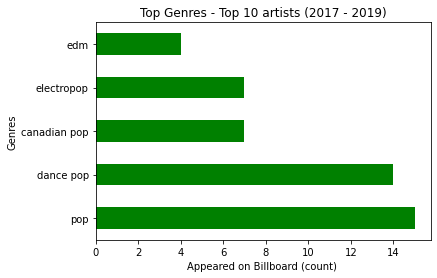 Top Genres - Top 10 artists (2017 - 2019)
edm
electropop
canadian pop
dance pop
pop
Genres
0 2 4 6 8 10 12 14
Appeared on Billboard (count)